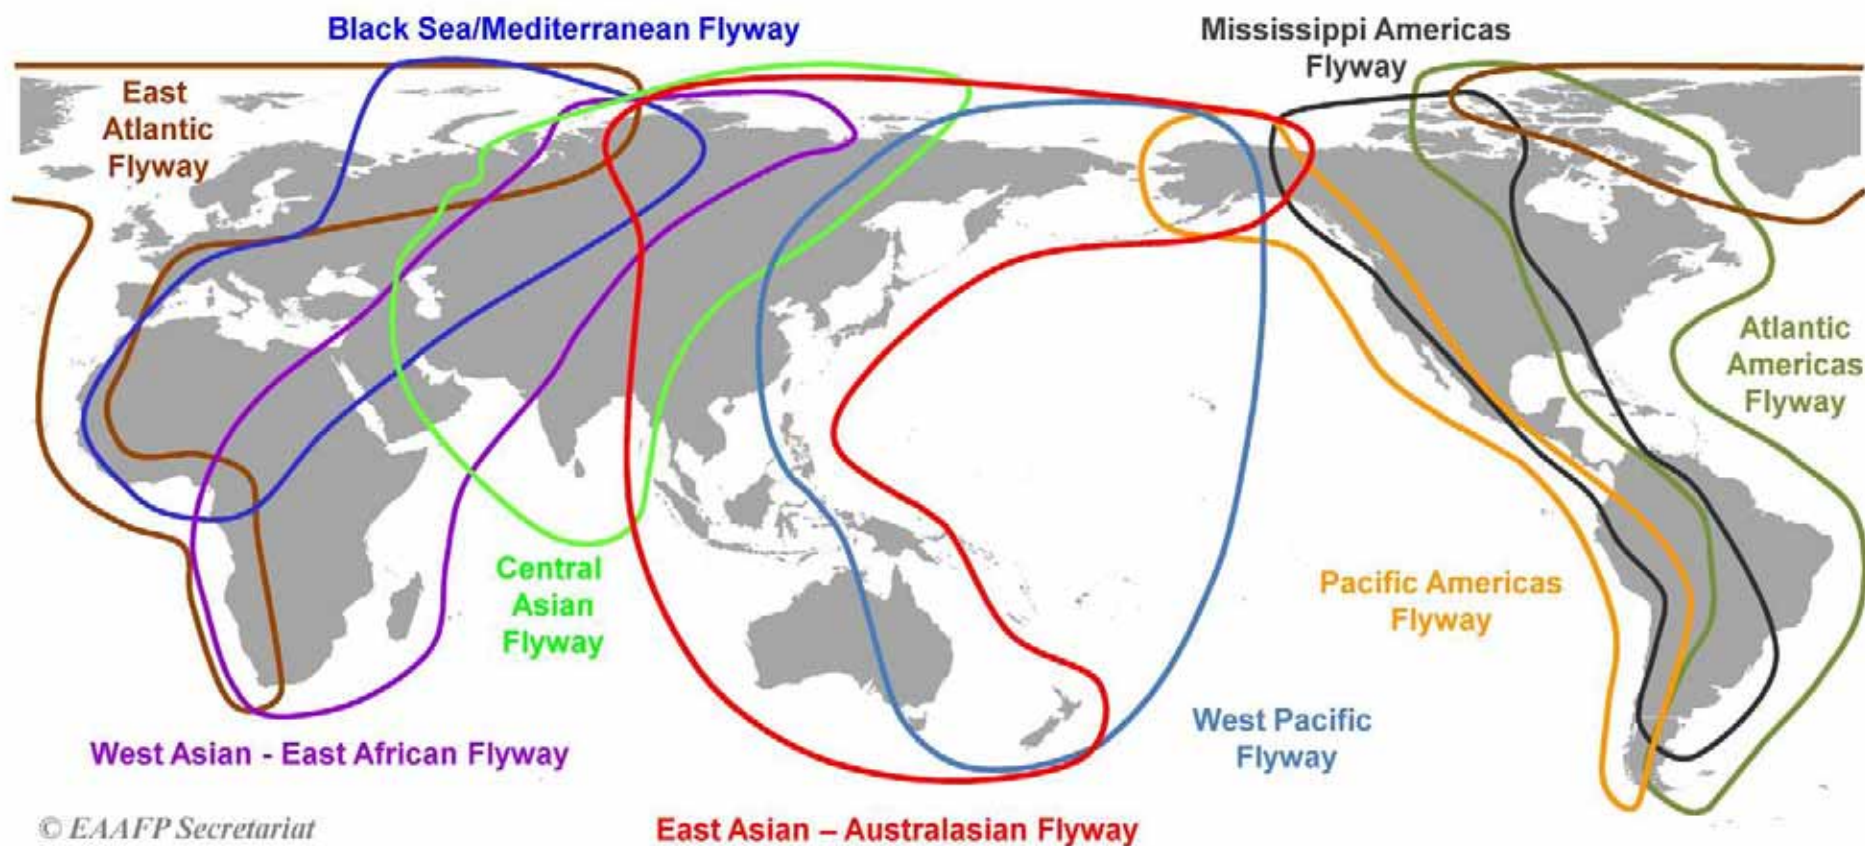 Black Sea/Mediterranean Flyway
Mississippi Americas
Flyway
East
Atlantic
Flyway
Atlantic
Americas
Flyway
Central
Asian
Flyway
Pacific Americas
Flyway
West Pacific
Flyway
West Asian - East African Flyway
© EAAFP Secretariat
East Asian – Australasian Flyway